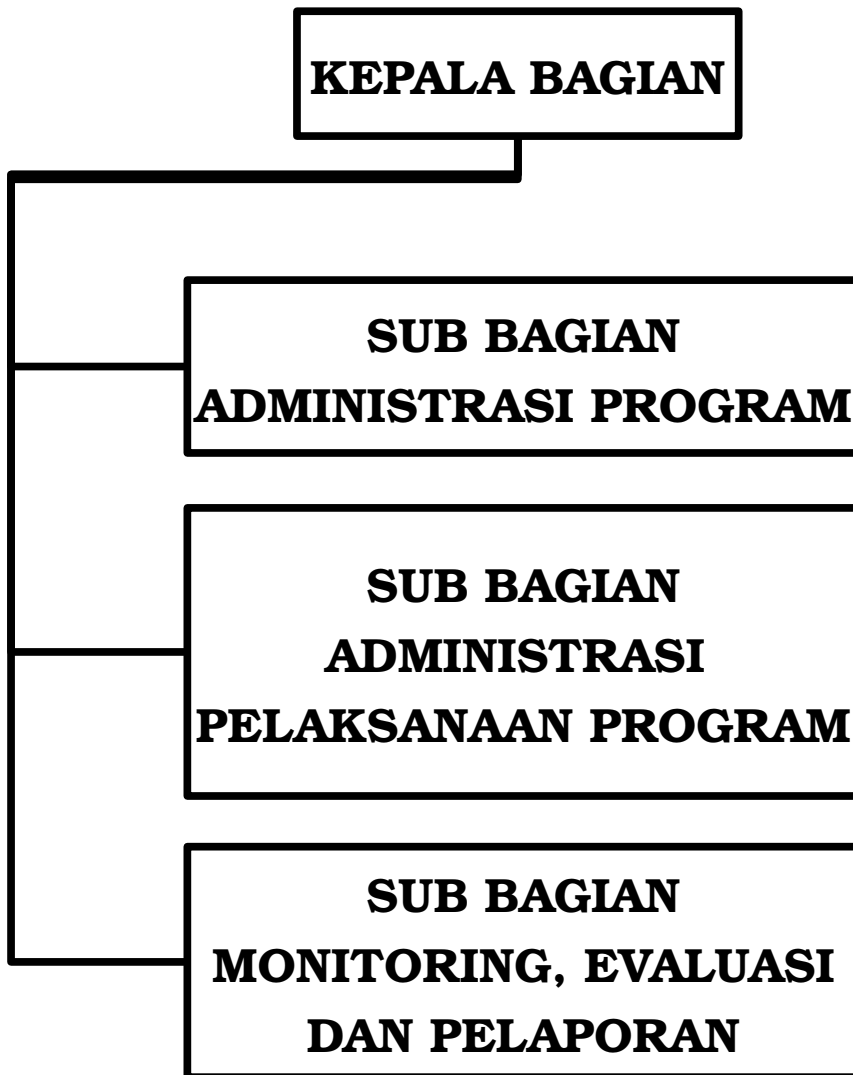 KEPALA BAGIAN
SUB BAGIAN
ADMINISTRASI PROGRAM
SUB BAGIAN
ADMINISTRASI
PELAKSANAAN PROGRAM
SUB BAGIAN
MONITORING, EVALUASI
DAN PELAPORAN